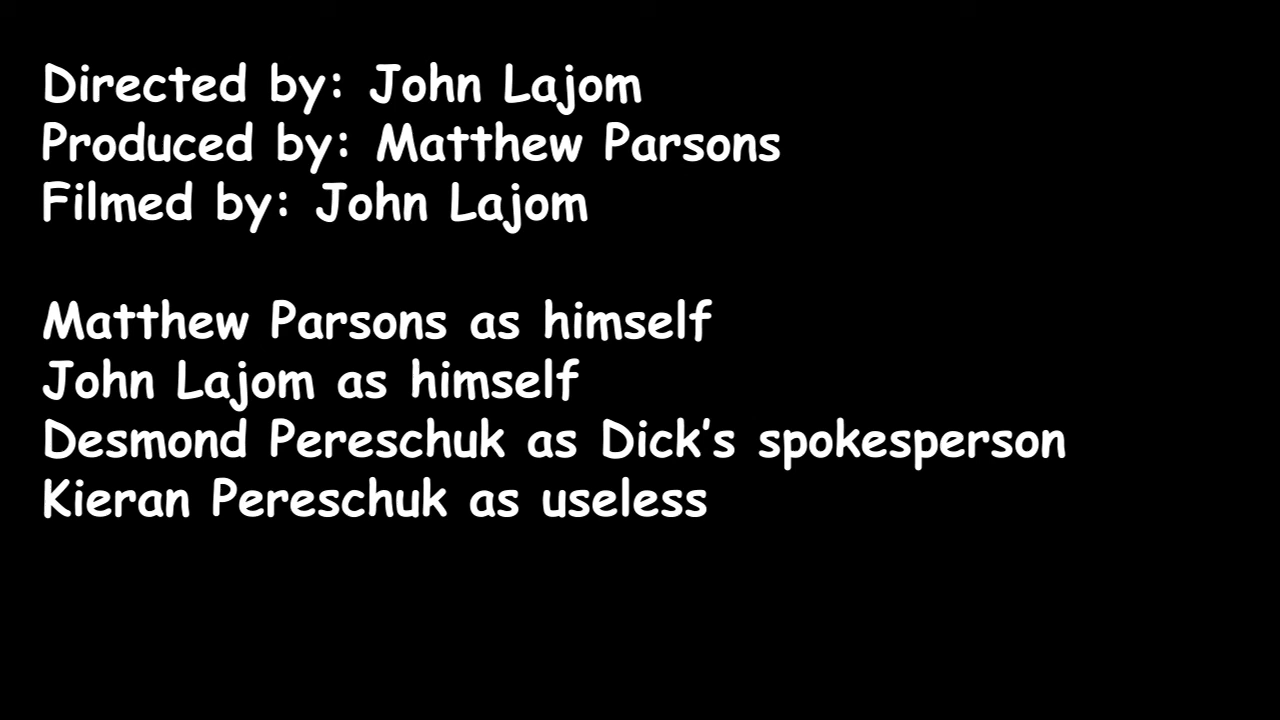 Directed by: John Lajom
Produced by: Matthew Parsons
Filmed by: John Lajom
Matthew Parsons as himself
John Lajom as himself
Desmond Pereschuk as Dick's spokesperson
Kieran Pereschuk as useless